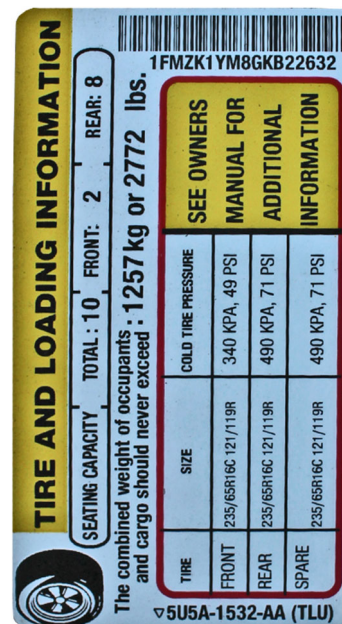 1FMZK1YM8GKB22632
TIRE AND LOADING INFORMATION
SEATING CAPACITY TOTAL : 10 FRONT: 2 REAR: 8
The combined weight of occupants
and cargo should never exceed : 1257 kg or 2772 lbs.
TIRE SIZE COLD TIRE PRESSURE
FRONT 235/65R16C 121/119R 340 KPA, 49 PSI
REAR 235/65R16C 121/119R 490 KPA, 71 PSI
SPARE 235/65R16C 121/119R 490 KPA, 71 PSI
SEE OWNERS
MANUAL FOR
ADDITIONAL
INFORMATION
▽5U5A-1532-AA (TLU)